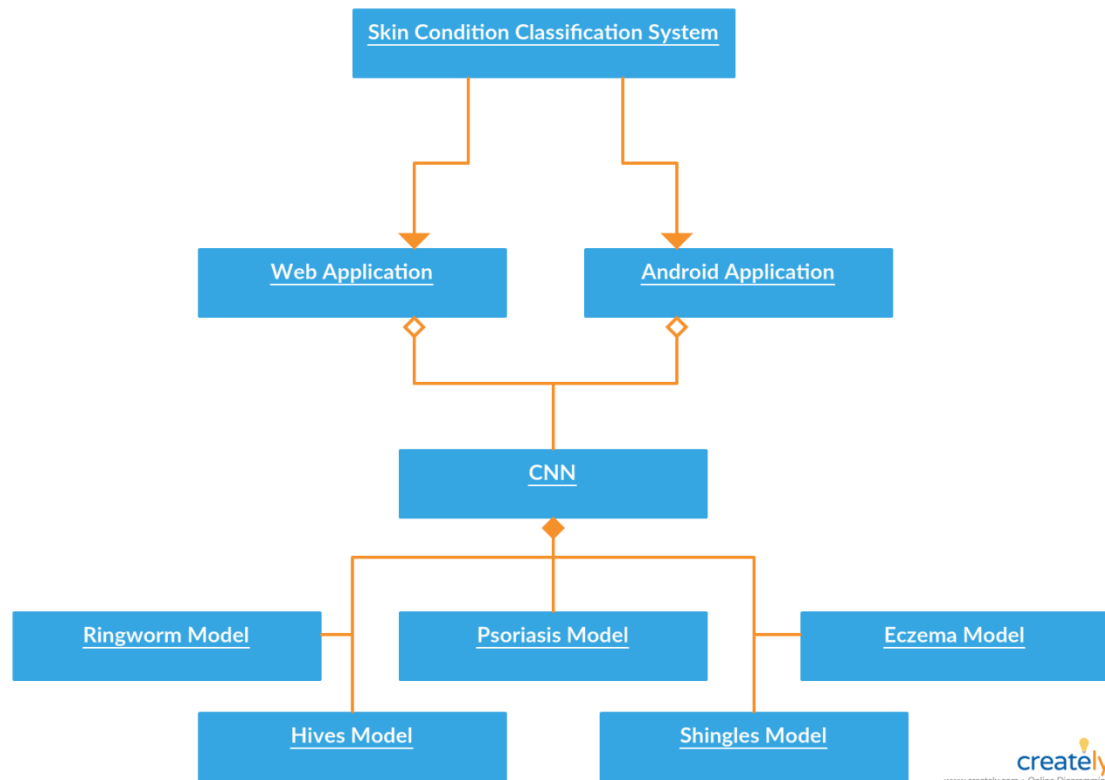 Skin Condition Classification System
Web Application
Android Application
CNN
Ringworm Model
Psoriasis Model
Eczema Model
Hives Model
Shingles Model
creately